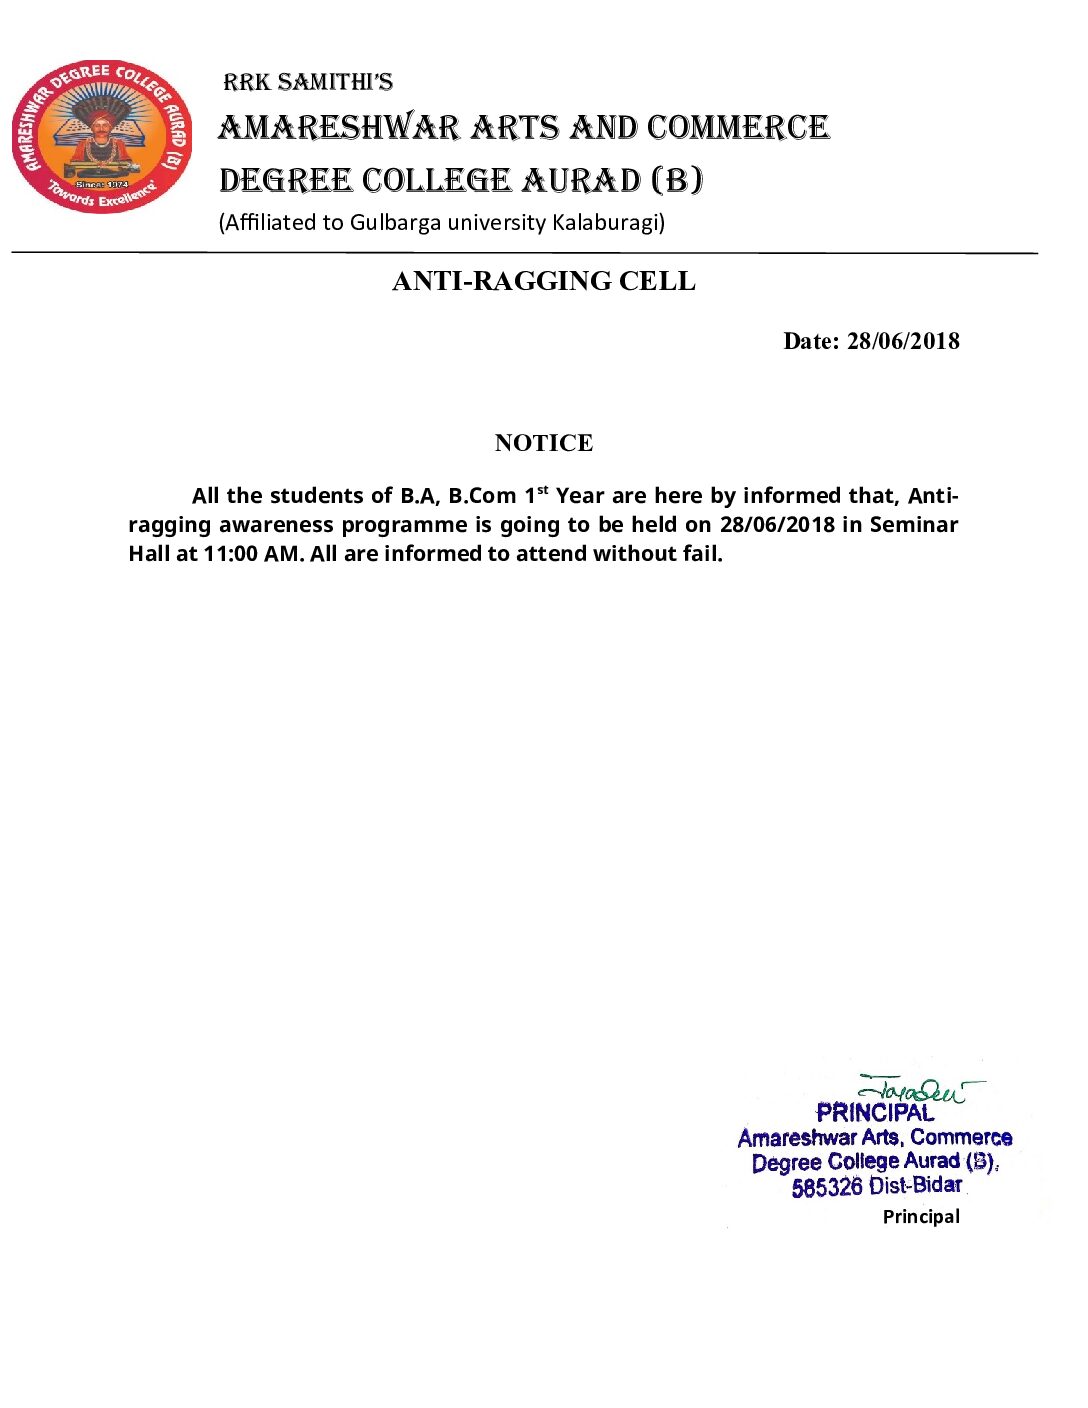 AMARESHWAR DEGREE COLLEGE AURAD (B)
Since: 1974
'Towards Excellence'
RRK SAMITHI'S
AMARESHWAR ARTS AND COMMERCE
DEGREE COLLEGE AURAD (B)
(Affiliated to Gulbarga university Kalaburagi)
ANTI-RAGGING CELL
Date: 28/06/2018
NOTICE
All the students of B.A, B.Com 1st Year are here by informed that, Anti-
ragging awareness programme is going to be held on 28/06/2018 in Seminar
Hall at 11:00 AM. All are informed to attend without fail.
PRINCIPAL
Amareshwar Arts, Commerce
Degree College Aurad (B),
585326 Dist-Bidar
Principal